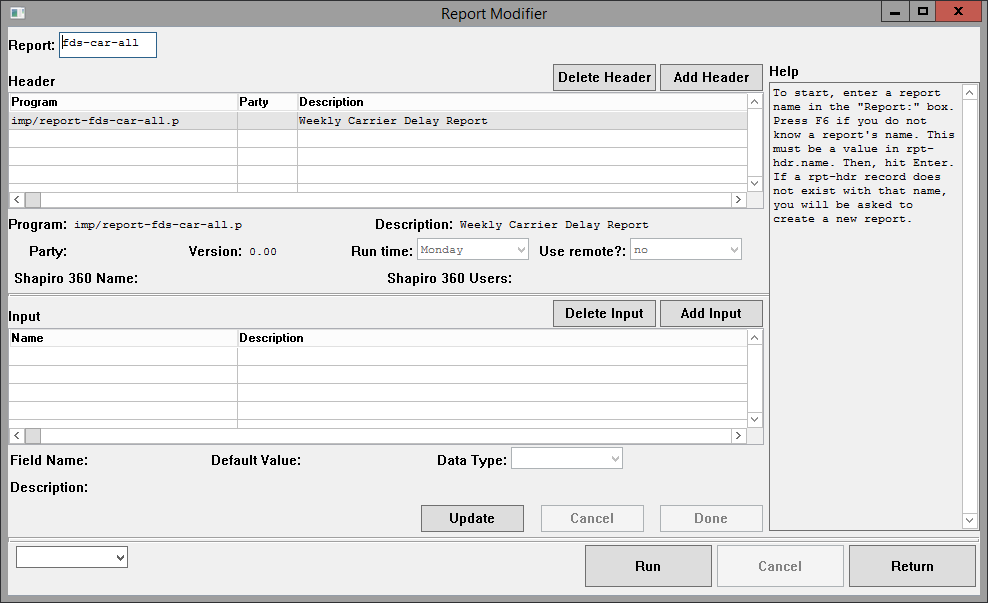 Report Modifier
Report: fds-car-all
Header
Delete Header
Add Header
Program Party Description
imp/report-fds-car-all.p Weekly Carrier Delay Report
Program: imp/report-fds-car-all.p Description: Weekly Carrier Delay Report
Party: Version: 0.00 Run time: Monday Use remote?: no
Shapiro 360 Name: Shapiro 360 Users:
Input
Delete Input
Add Input
Name Description
Field Name: Default Value: Data Type:
Description:
Update Cancel Done
Help
To start, enter a report
name in the "Report:" box.
Press F6 if you do not
know a report's name. This
must be a value in rpt-
hdr.name. Then, hit Enter.
If a rpt-hdr record does
not exist with that name,
you will be asked to
create a new report.
Run Cancel Return